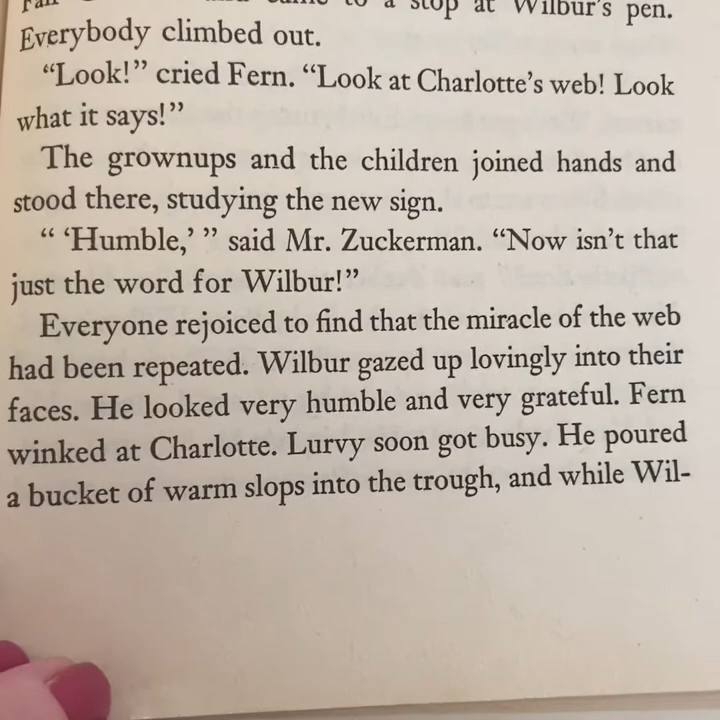 to a stop at Wilbur's pen.
Everybody climbed out.
“Look!” cried Fern. “Look at Charlotte’s web! Look
what it says!”
The grownups and the children joined hands and
stood there, studying the new sign.
“ ‘Humble,’ ” said Mr. Zuckerman. “Now isn’t that
just the word for Wilbur!”
Everyone rejoiced to find that the miracle of the web
had been repeated. Wilbur gazed up lovingly into their
faces. He looked very humble and very grateful. Fern
winked at Charlotte. Lurvy soon got busy. He poured
a bucket of warm slops into the trough, and while Wil-